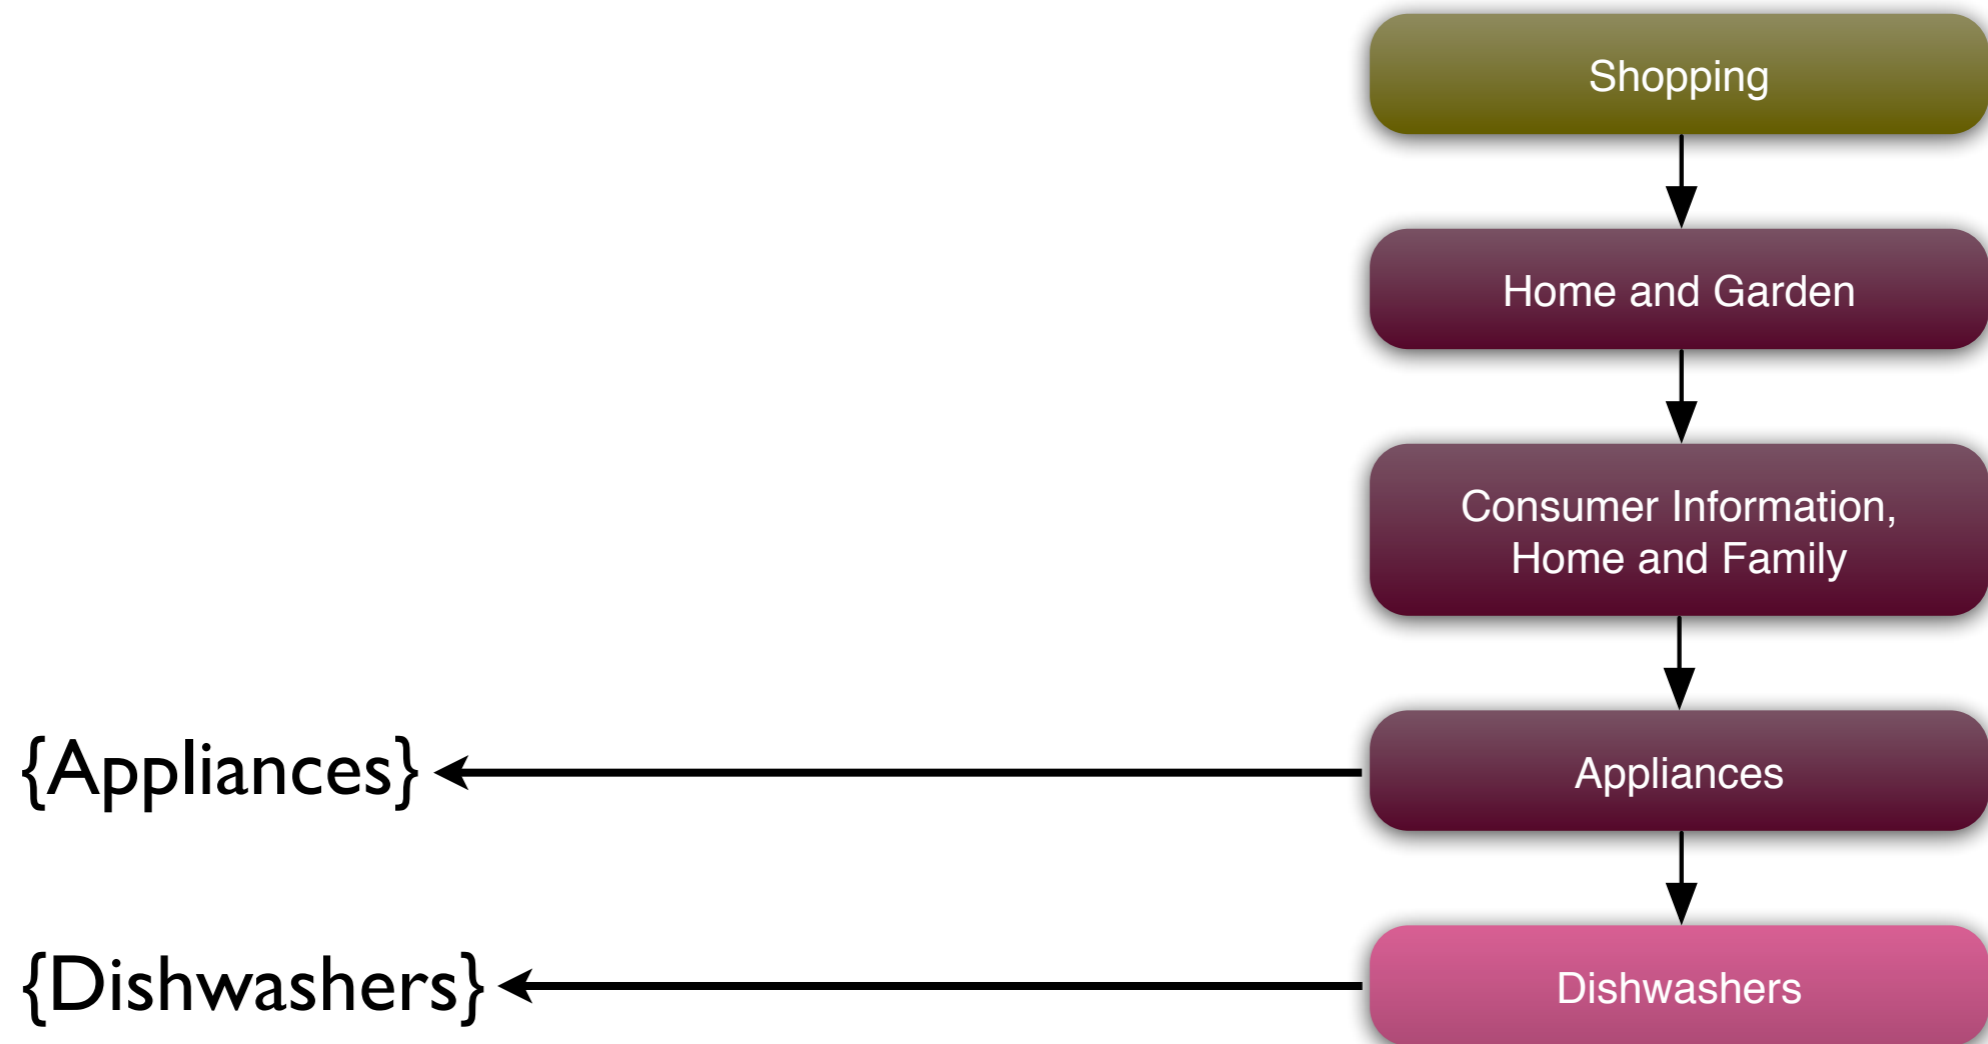 Shopping
Home and Garden
Consumer Information,
Home and Family
{Appliances}
Appliances
{Dishwashers}
Dishwashers